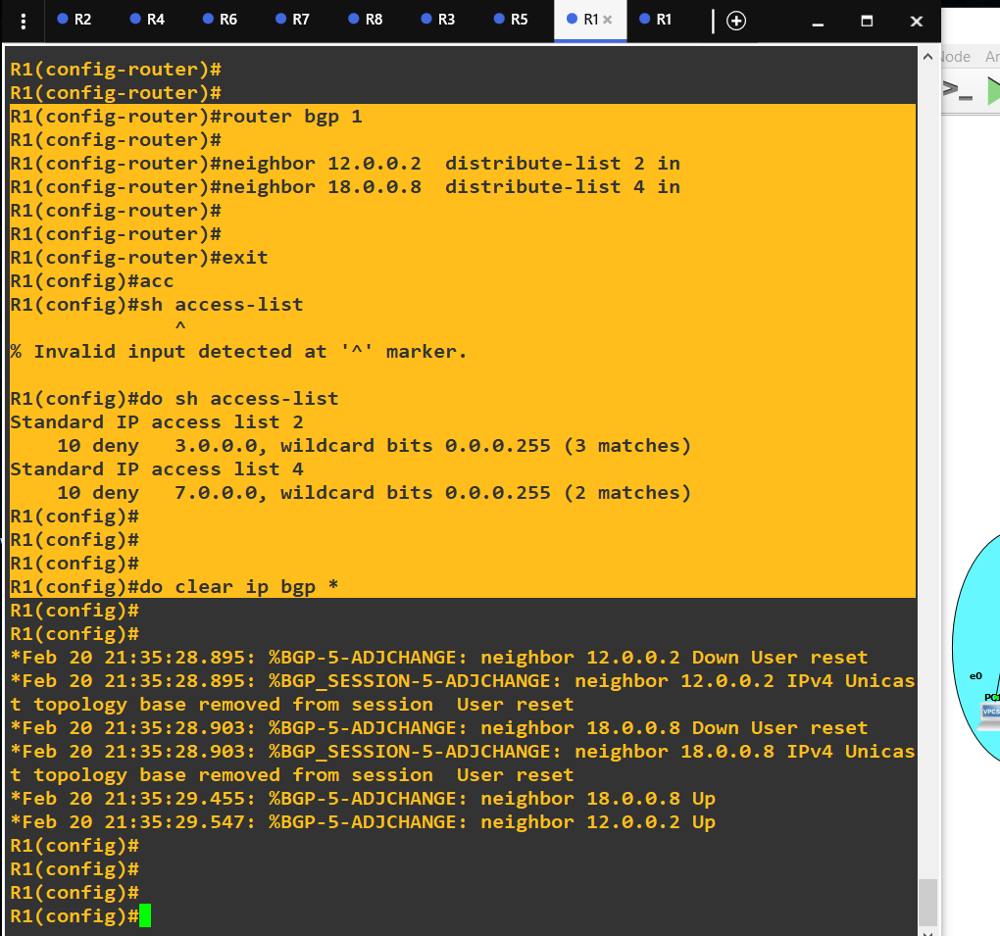 R2 R4 R6 R7 R8 R3 R5 R1 R1
Node
R1(config-router)#
R1(config-router)#
R1(config-router)#router bgp 1
R1(config-router)#
R1(config-router)#neighbor 12.0.0.2  distribute-list 2 in
R1(config-router)#neighbor 18.0.0.8  distribute-list 4 in
R1(config-router)#
R1(config-router)#
R1(config-router)#exit
R1(config)#acc
R1(config)#sh access-list
              ^
% Invalid input detected at '^' marker.
R1(config)#do sh access-list
Standard IP access list 2
    10 deny   3.0.0.0, wildcard bits 0.0.0.255 (3 matches)
Standard IP access list 4
    10 deny   7.0.0.0, wildcard bits 0.0.0.255 (2 matches)
R1(config)#
R1(config)#
R1(config)#
R1(config)#do clear ip bgp *
R1(config)#
R1(config)#
*Feb 20 21:35:28.895: %BGP-5-ADJCHANGE: neighbor 12.0.0.2 Down User reset
*Feb 20 21:35:28.895: %BGP_SESSION-5-ADJCHANGE: neighbor 12.0.0.2 IPv4 Unicas
t topology base removed from session  User reset
*Feb 20 21:35:28.903: %BGP-5-ADJCHANGE: neighbor 18.0.0.8 Down User reset
*Feb 20 21:35:28.903: %BGP_SESSION-5-ADJCHANGE: neighbor 18.0.0.8 IPv4 Unicas
t topology base removed from session  User reset
*Feb 20 21:35:29.455: %BGP-5-ADJCHANGE: neighbor 18.0.0.8 Up
*Feb 20 21:35:29.547: %BGP-5-ADJCHANGE: neighbor 12.0.0.2 Up
R1(config)#
R1(config)#
R1(config)#
R1(config)#
e0
VPCS